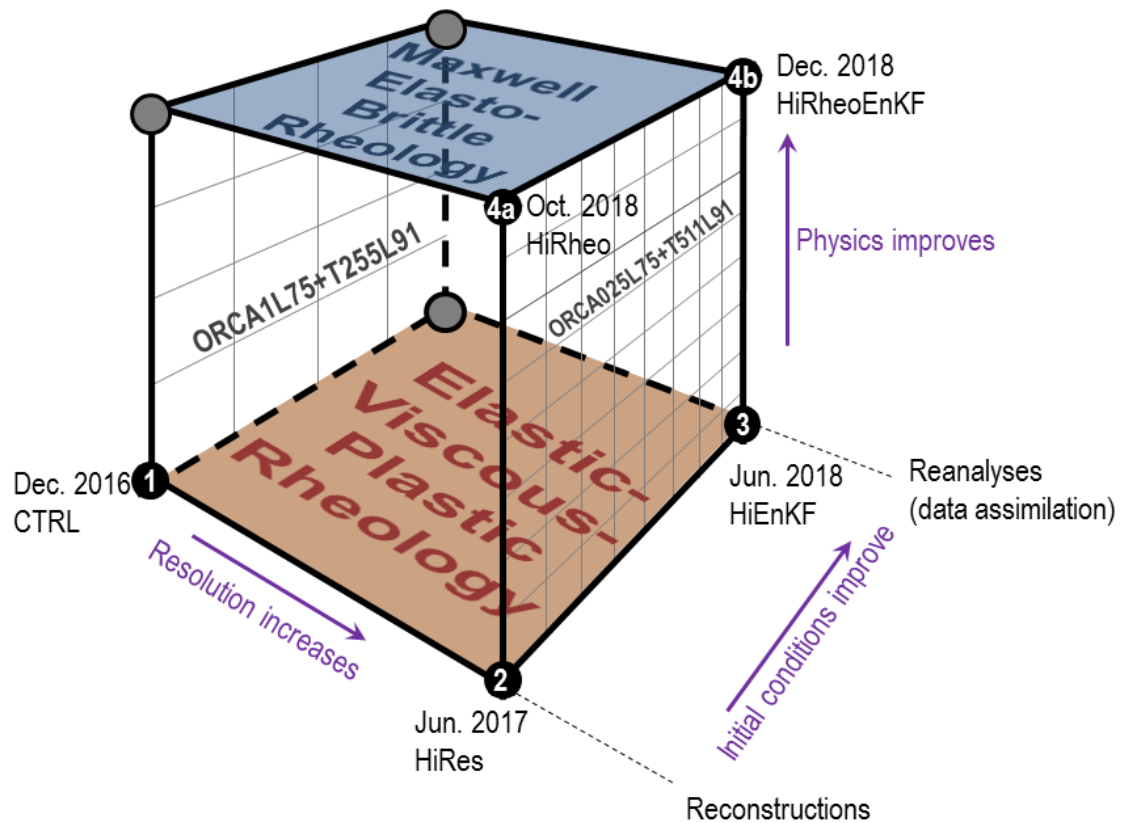 Maxwell
Elasto-
Brittle
Rheology
4b
Dec. 2018
HiRheoEnKF
4a
Oct. 2018
HiRheo
Physics improves
ORCA1L75+T255L91
ORCA025L75+T511L91
Elastic-
Viscous-
Plastic
Rheology
1
Dec. 2016
CTRL
3
Jun. 2018
HiEnKF
Reanalyses
(data assimilation)
Resolution increases
Initial conditions improve
2
Jun. 2017
HiRes
Reconstructions